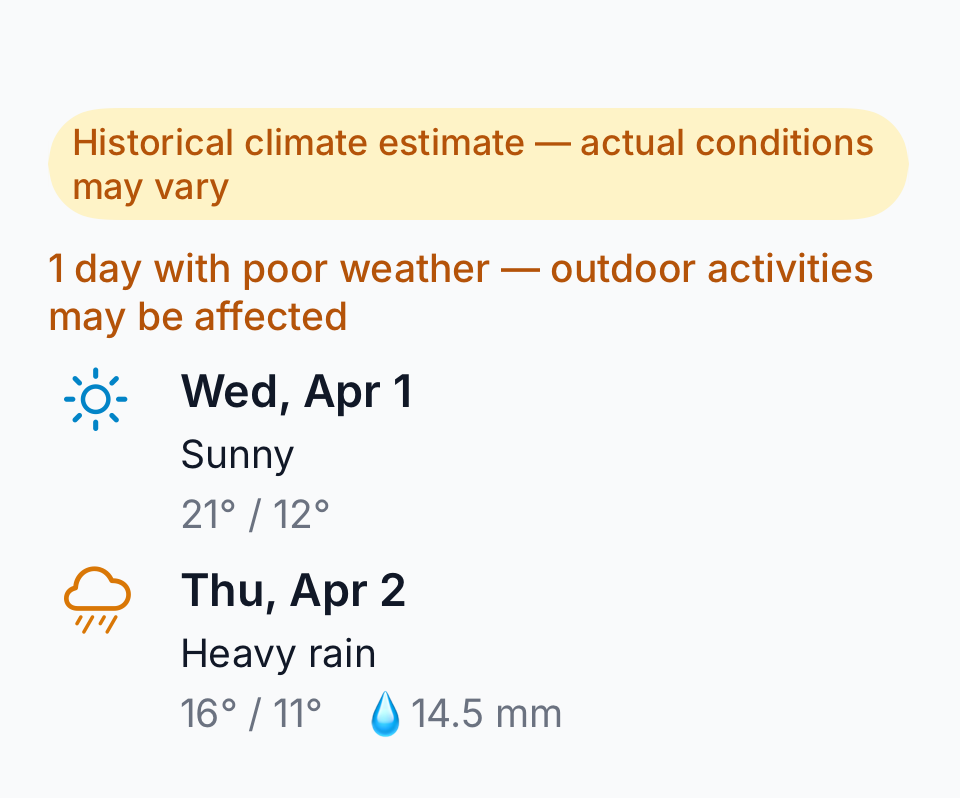 Historical climate estimate — actual conditions
may vary
1 day with poor weather — outdoor activities
may be affected
Wed, Apr 1
Sunny
21° / 12°
Thu, Apr 2
Heavy rain
16° / 11° 💧 14.5 mm